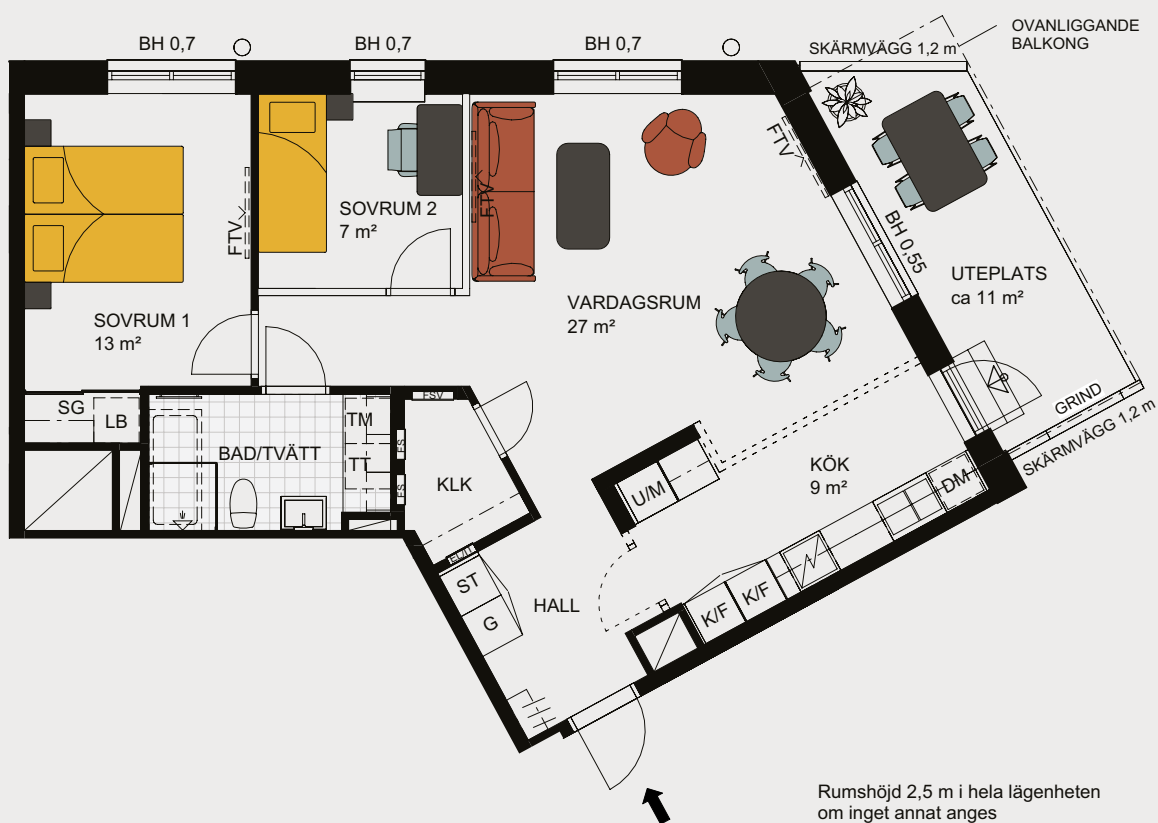 BH 0,7
BH 0,7
BH 0,7
SKÄRMVÄGG 1,2 m
OVANLIGGANDE
BALKONG
FTV
FTV
FTV
SOVRUM 2
7 m²
BH 0,55
UTEPLATS
ca 11 m²
SOVRUM 1
13 m²
VARDAGSRUM
27 m²
SG
LB
BAD/TVÄTT
TM
TT
FSV
FS
FS
KLK
GRIND
SKÄRMVÄGG 1,2 m
KÖK
9 m²
U/M
DM
ST
G
HALL
K/F
K/F
Rumshöjd 2,5 m i hela lägenheten
om inget annat anges